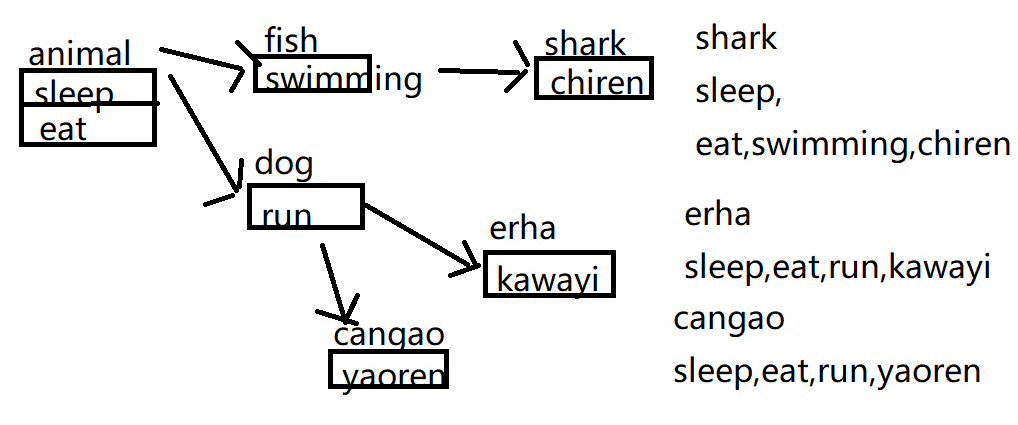 animal
sleep
eat
fish
swimming
shark
chiren
dog
run
erha
kawayi
cangao
yaoren
shark
sleep,
eat,swimming,chiren
erha
sleep,eat,run,kawayi
cangao
sleep,eat,run,yaoren